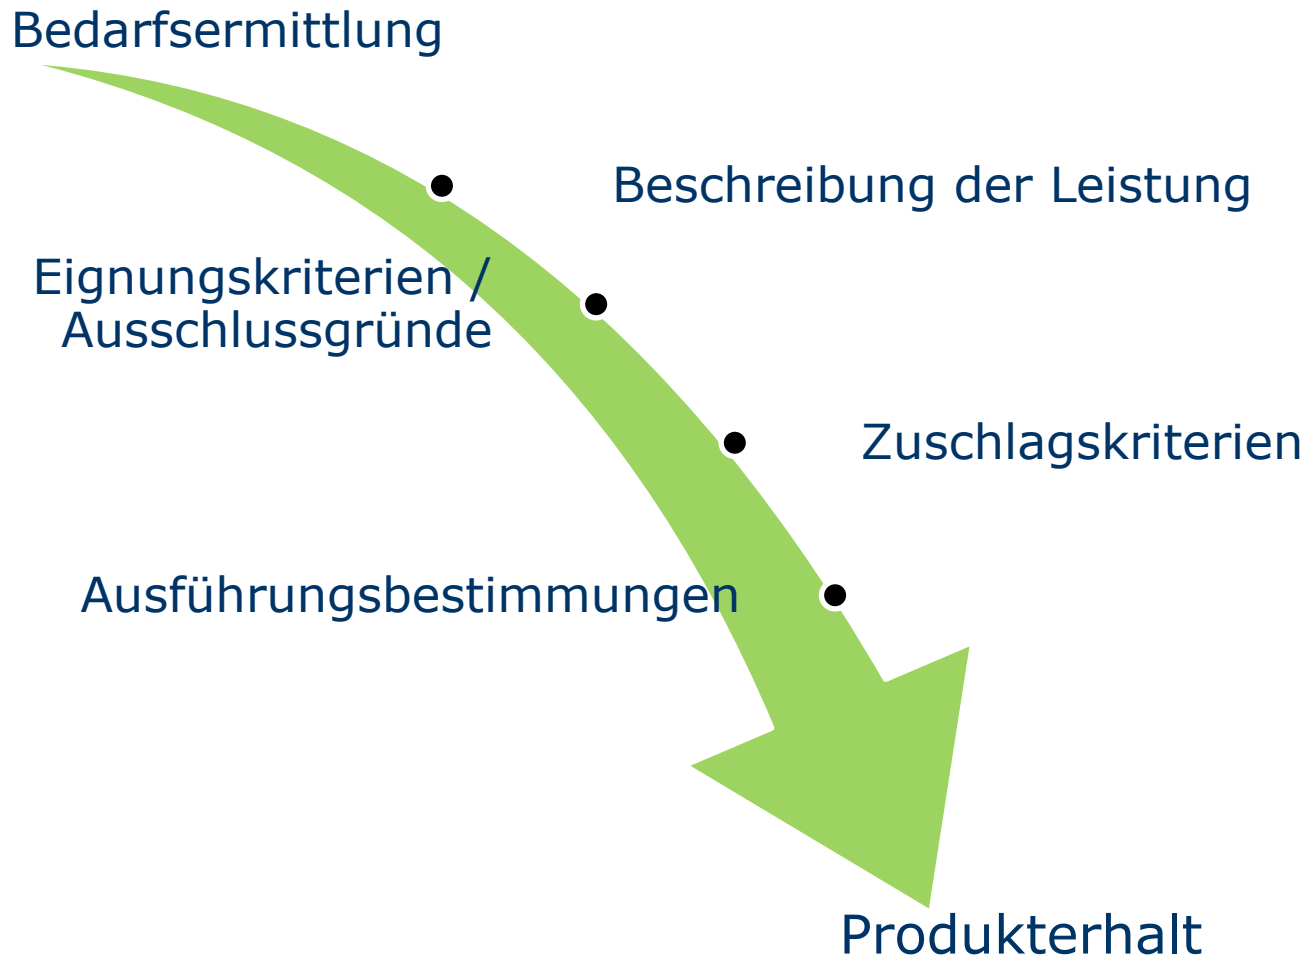 Bedarfsermittlung
Beschreibung der Leistung
Eignungskriterien /
Ausschlussgründe
Zuschlagskriterien
Ausführungsbestimmungen
Produkterhalt